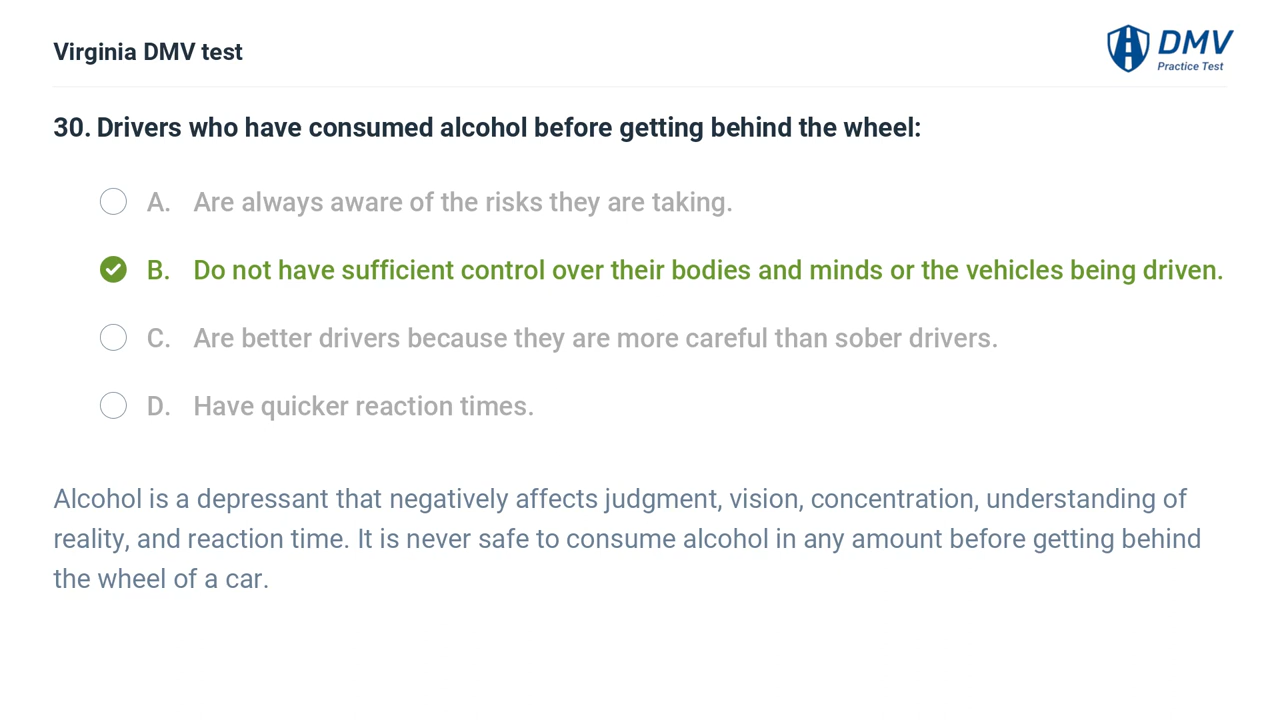 Virginia DMV test
DMV
Practice Test
30. Drivers who have consumed alcohol before getting behind the wheel:
A. Are always aware of the risks they are taking.
B. Do not have sufficient control over their bodies and minds or the vehicles being driven.
C. Are better drivers because they are more careful than sober drivers.
D. Have quicker reaction times.
Alcohol is a depressant that negatively affects judgment, vision, concentration, understanding of
reality, and reaction time. It is never safe to consume alcohol in any amount before getting behind
the wheel of a car.